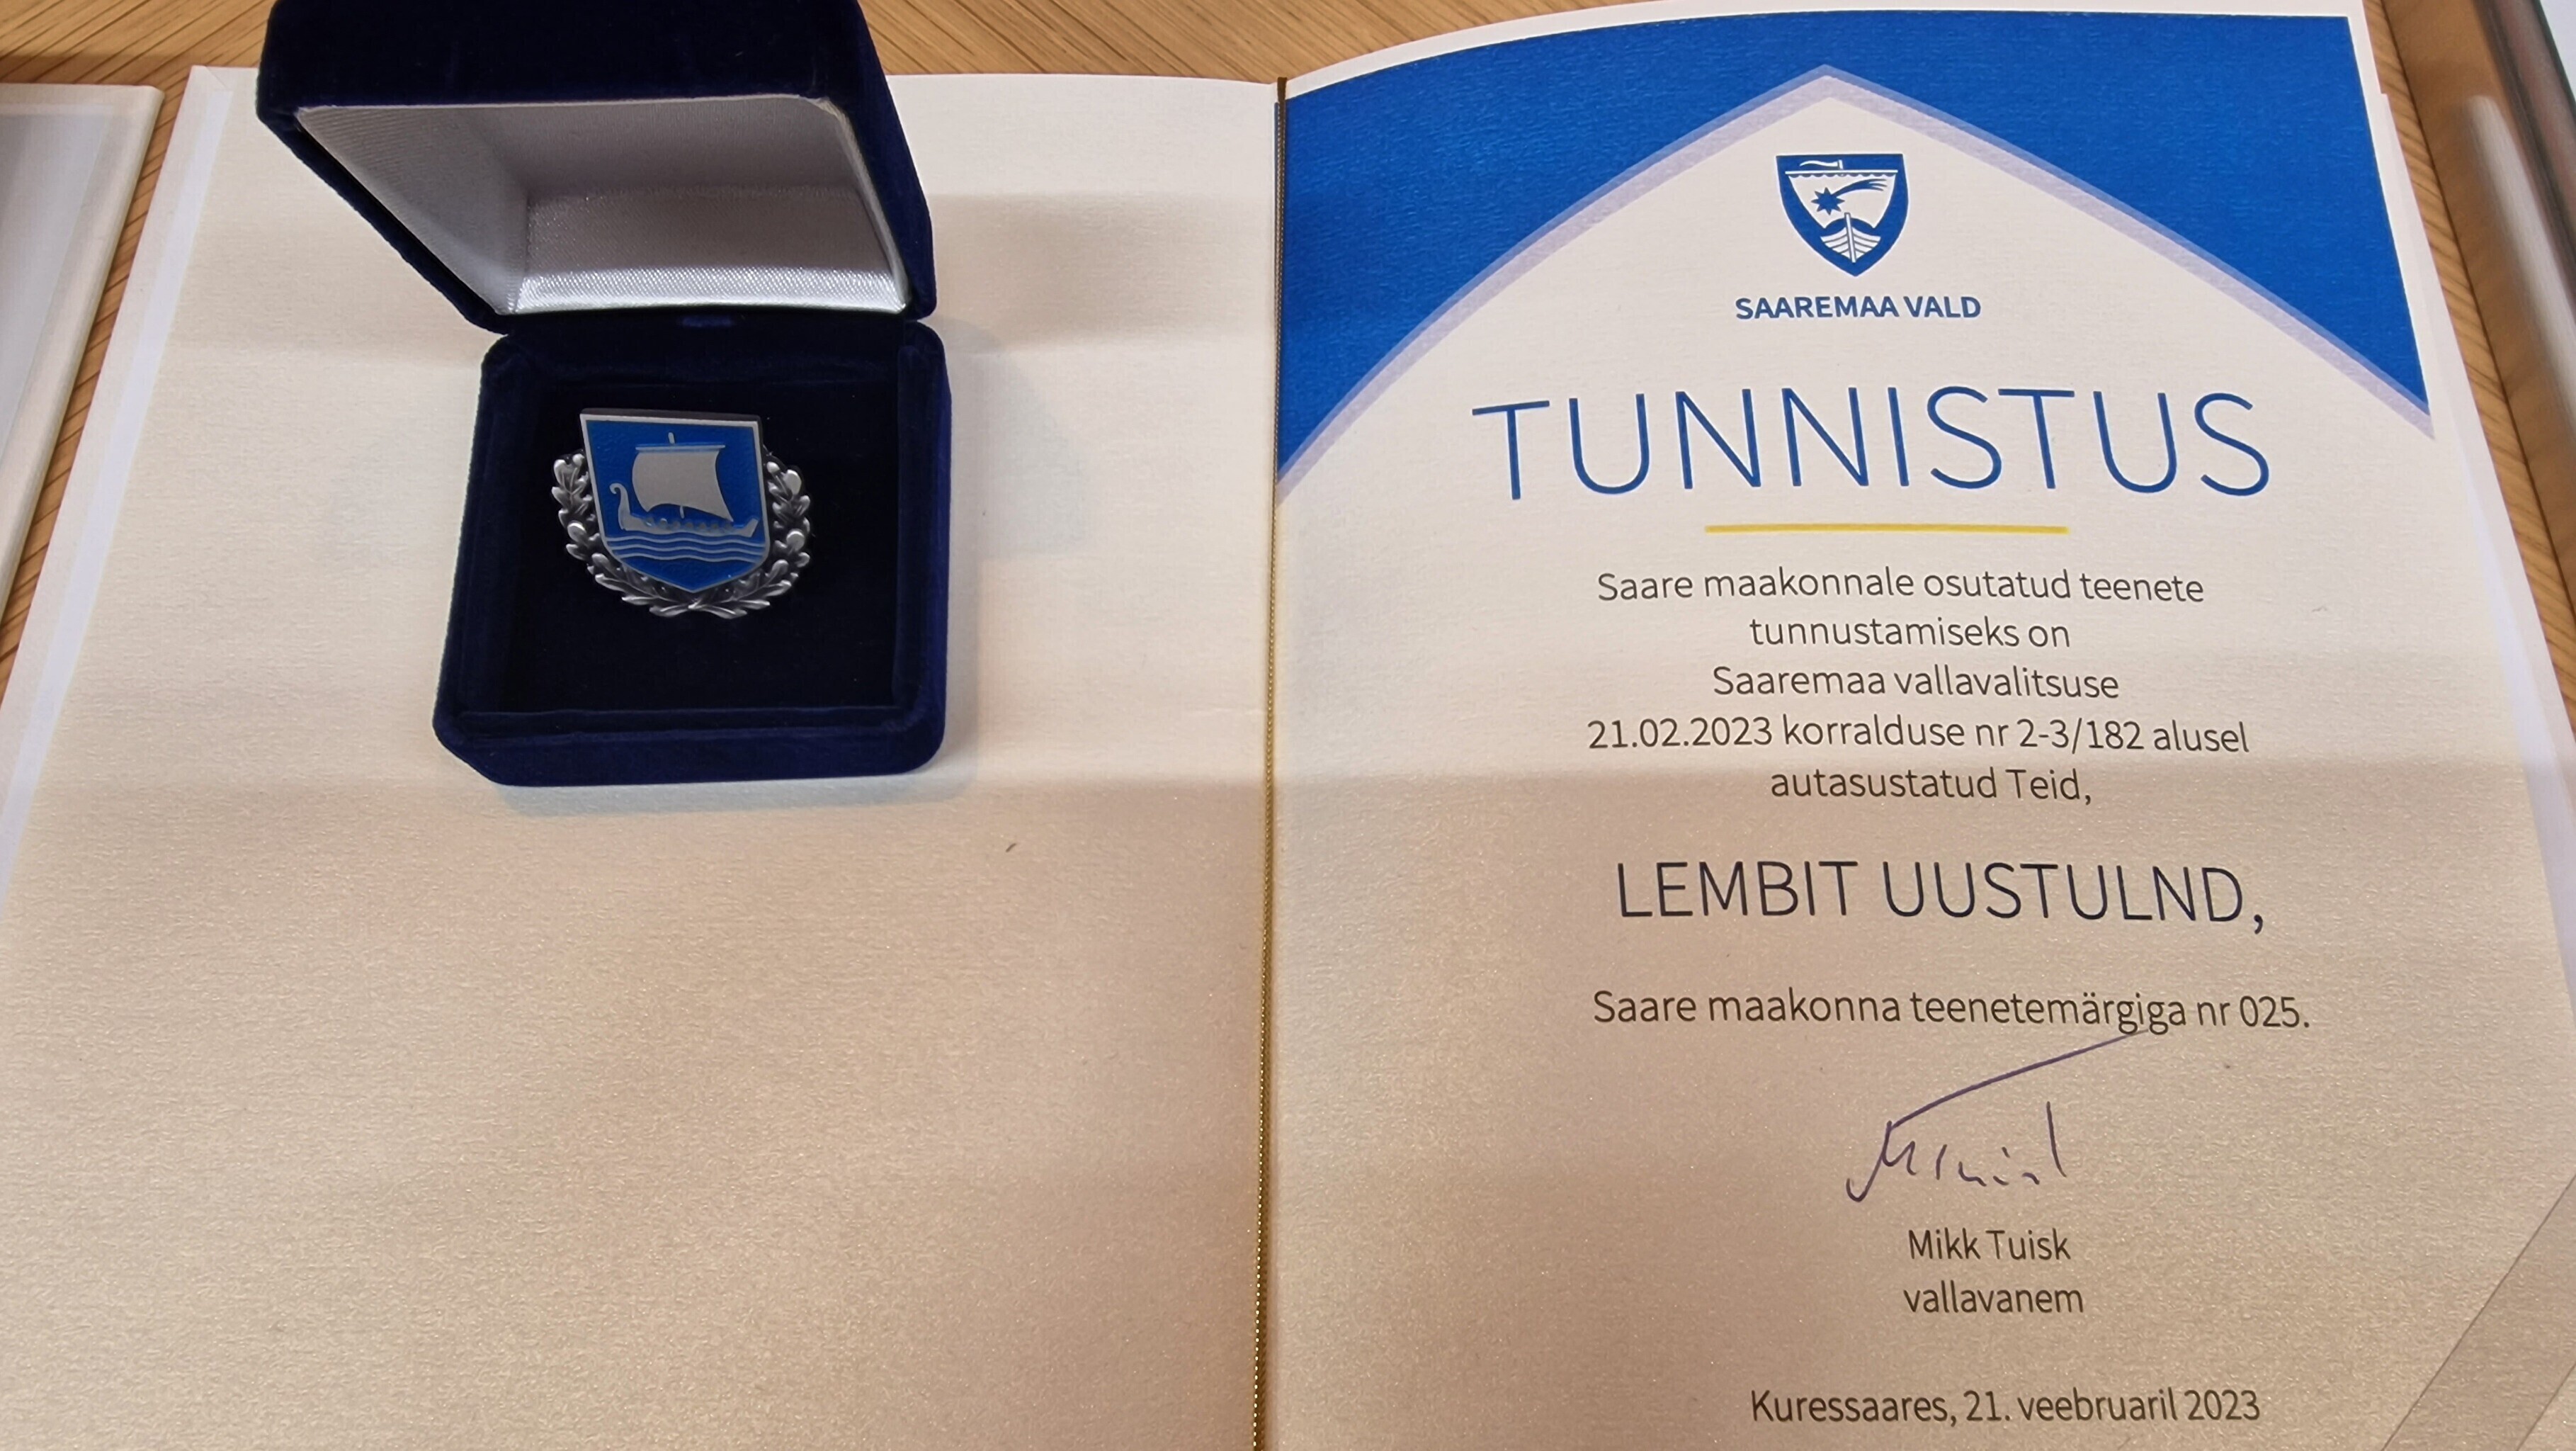 SAAREMAA VALD
TUNNISTUS
Saare maakonnale osutatud teenete
tunnustamiseks on
Saaremaa vallavalitsuse
21.02.2023 korralduse nr 2-3/182 alusel
autasustatud Teid,
LEMBIT UUSTULND,
Saare maakonna teenetemärgiga nr 025.
Mikk Tuisk
vallavanem
Kuressaares, 21. veebruaril 2023